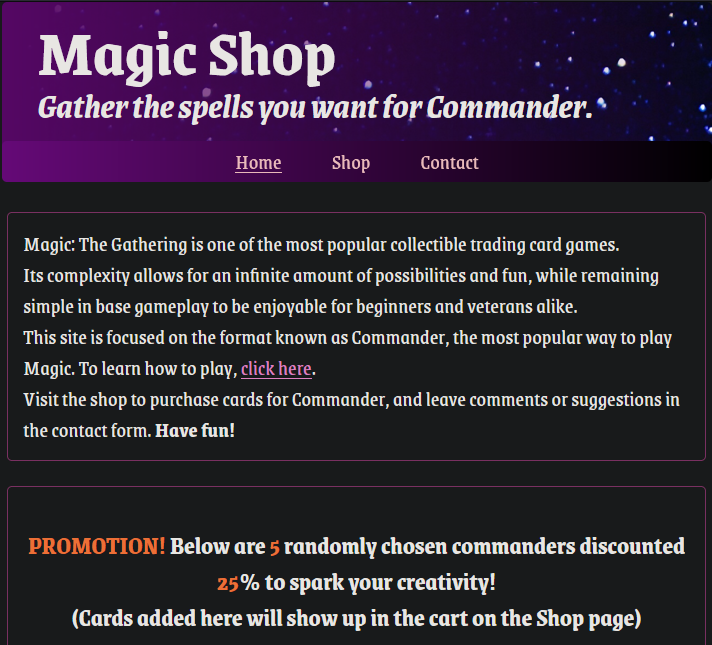 Magic Shop
Gather the spells you want for Commander.
Home Shop Contact
Magic: The Gathering is one of the most popular collectible trading card games.
Its complexity allows for an infinite amount of possibilities and fun, while remaining
simple in base gameplay to be enjoyable for beginners and veterans alike.
This site is focused on the format known as Commander, the most popular way to play
Magic. To learn how to play, click here.
Visit the shop to purchase cards for Commander, and leave comments or suggestions in
the contact form. Have fun!
PROMOTION! Below are 5 randomly chosen commanders discounted
25% to spark your creativity!
(Cards added here will show up in the cart on the Shop page)